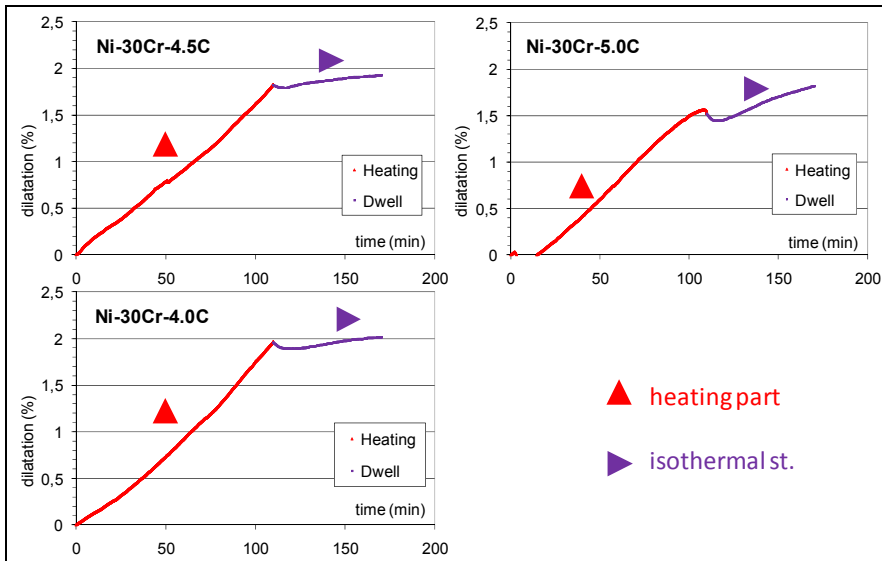 Ni-30Cr-4.5C
dilatation (%)
2,5
2
1,5
1
0,5
0
Heating
Dwell
time (min)
0 50 100 150 200
Ni-30Cr-5.0C
dilatation (%)
2,5
2
1,5
1
0,5
0
Heating
Dwell
time (min)
0 50 100 150 200
Ni-30Cr-4.0C
dilatation (%)
2,5
2
1,5
1
0,5
0
Heating
Dwell
time (min)
0 50 100 150 200
heating part
isothermal st.